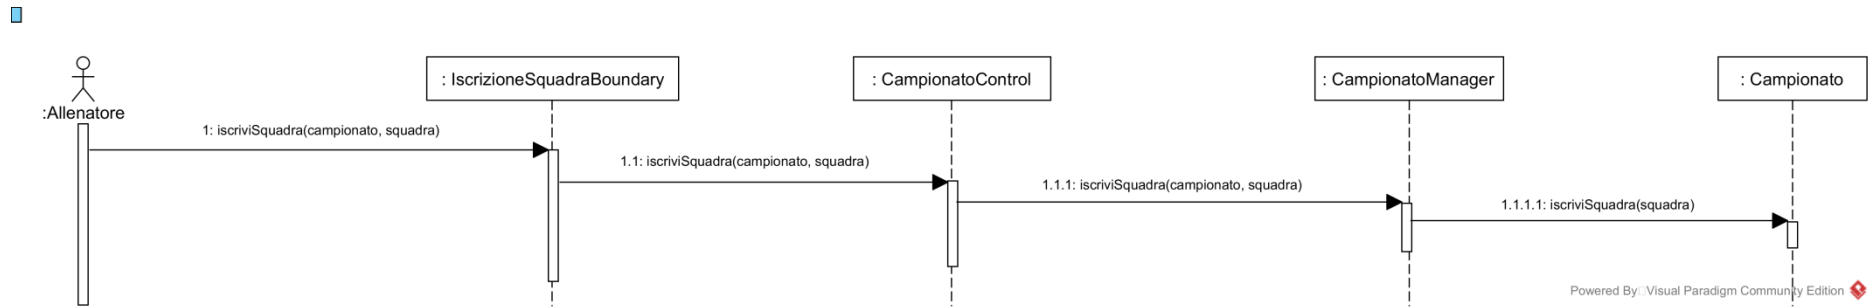 : IscrizioneSquadraBoundary
: CampionatoControl
: CampionatoManager
: Campionato
:Allenatore
1: iscriviSquadra(campionato, squadra)
1.1: iscriviSquadra(campionato, squadra)
1.1.1: iscriviSquadra(campionato, squadra)
1.1.1.1: iscriviSquadra(squadra)
Powered By Visual Paradigm Community Edition